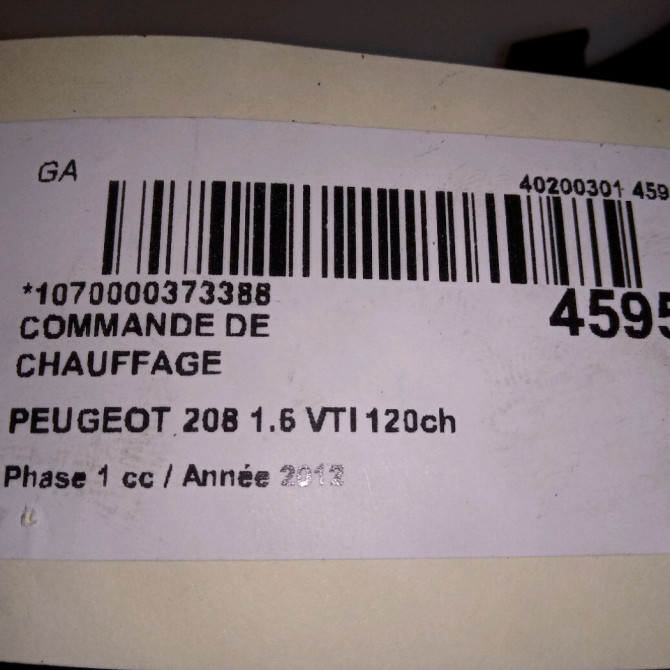 GA
40200301 459
*1070000373388
4595
COMMANDE DE
CHAUFFAGE
PEUGEOT 208 1.6 VTI 120ch
Phase 1 cc / Année 2012